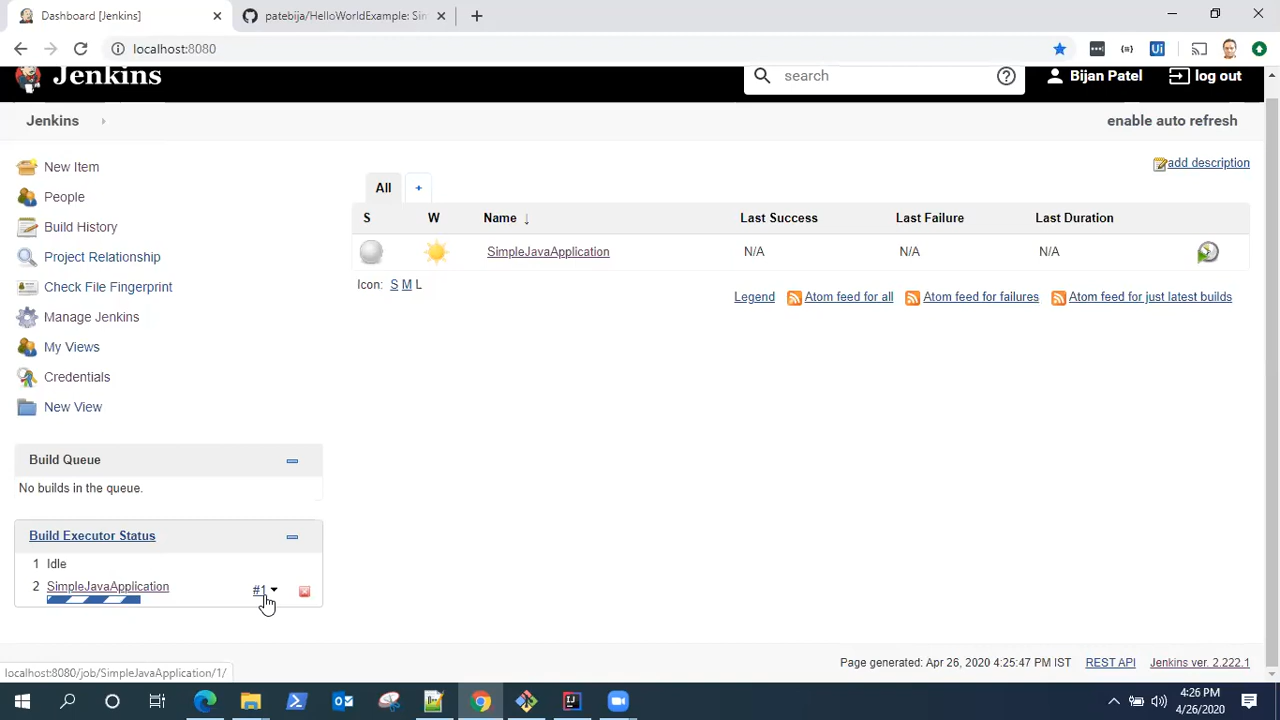 Dashboard [Jenkins]
patebija/HelloWorldExample: Sim
localhost:8080
Jenkins
search
Bijan Patel
log out
Jenkins
enable auto refresh
New Item
People
Build History
Project Relationship
Check File Fingerprint
Manage Jenkins
My Views
Credentials
New View
add description
All
+
S W Name ↓ Last Success Last Failure Last Duration
SimpleJavaApplication N/A N/A N/A
Icon: S M L
Legend Atom feed for all Atom feed for failures Atom feed for just latest builds
Build Queue
No builds in the queue.
Build Executor Status
1 Idle
2 SimpleJavaApplication #1
Page generated: Apr 26, 2020 4:25:47 PM IST REST API Jenkins ver. 2.222.1
localhost:8080/job/SimpleJavaApplication/1/
4:26 PM
4/26/2020